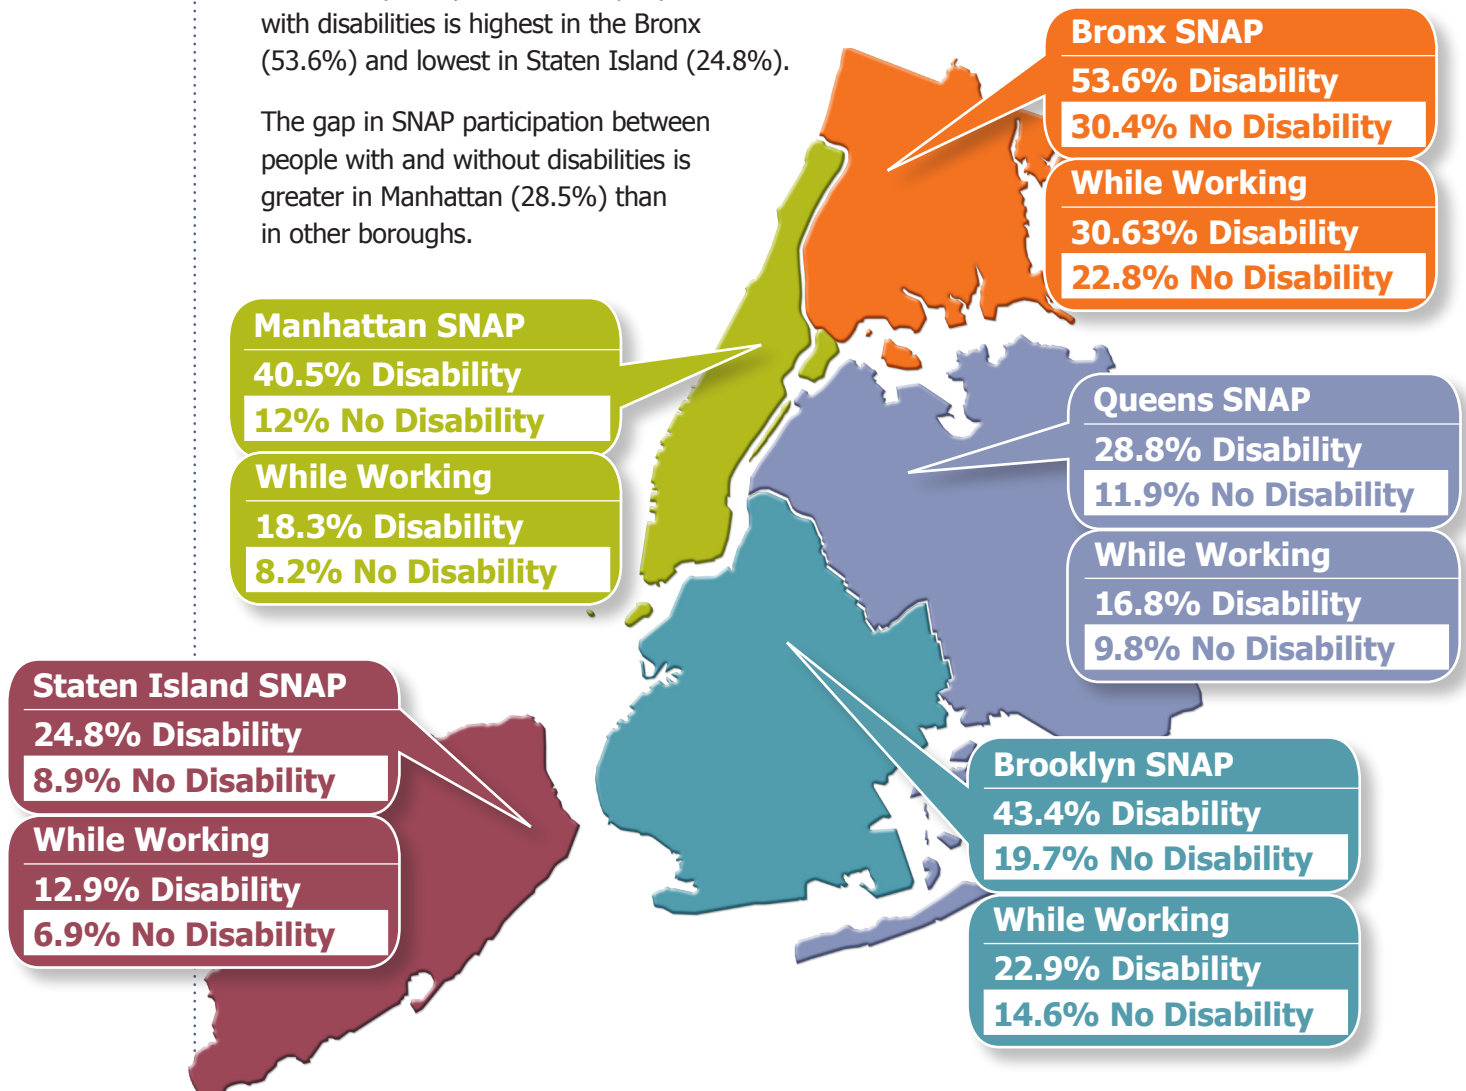 with disabilities is highest in the Bronx
(53.6%) and lowest in Staten Island (24.8%).
The gap in SNAP participation between
people with and without disabilities is
greater in Manhattan (28.5%) than
in other boroughs.
Bronx SNAP
53.6% Disability
30.4% No Disability
While Working
30.63% Disability
22.8% No Disability
Manhattan SNAP
40.5% Disability
12% No Disability
While Working
18.3% Disability
8.2% No Disability
Queens SNAP
28.8% Disability
11.9% No Disability
While Working
16.8% Disability
9.8% No Disability
Staten Island SNAP
24.8% Disability
8.9% No Disability
While Working
12.9% Disability
6.9% No Disability
Brooklyn SNAP
43.4% Disability
19.7% No Disability
While Working
22.9% Disability
14.6% No Disability